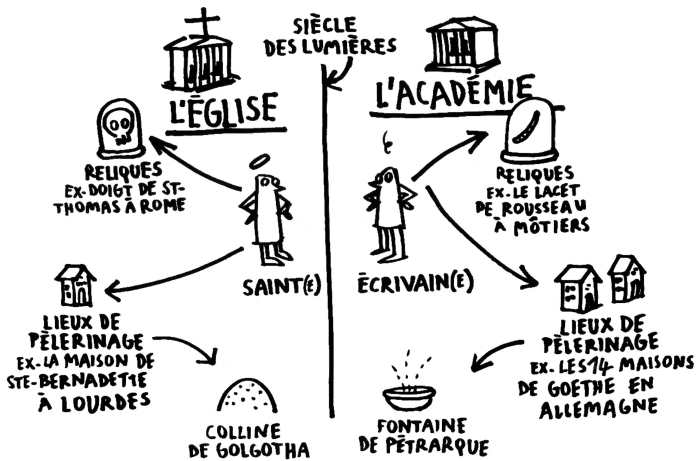 SIÈCLE
DES LUMIÈRES
L'ÉGLISE
RELIQUES
EX. DOIGT DE ST-
THOMAS À ROME
SAINT(E)
LIEUX DE
PÈLERINAGE
EX. LA MAISON DE
STE-BERNADETTE
À LOURDES
COLLINE
DE GOLGOTHA
L'ACADÉMIE
RELIQUES
EX. LE LACET
DE ROUSSEAU
À MÔTIERS
ÉCRIVAIN(E)
LIEUX DE
PÈLERINAGE
EX. LES 14 MAISONS
DE GOETHE EN
ALLEMAGNE
FONTAINE
DE PÉTRARQUE